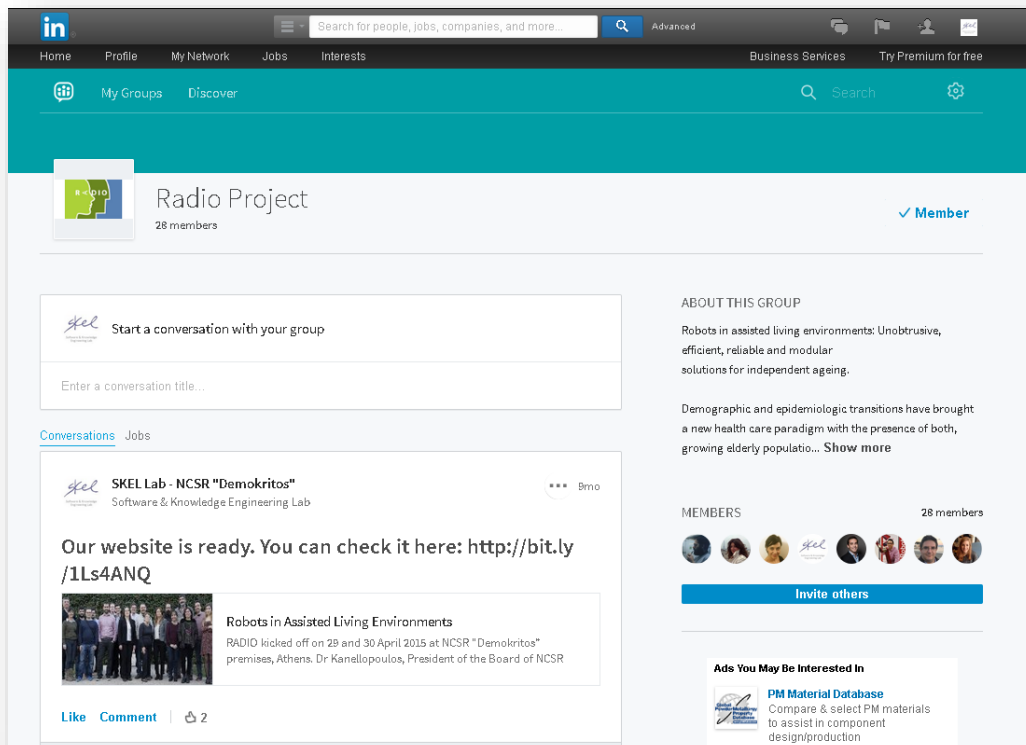 in
Search for people, jobs, companies, and more...
Advanced
Home Profile My Network Jobs Interests Business Services Try Premium for free
My Groups Discover Search
RADIO
Radio Project
26 members
Member
Start a conversation with your group
Enter a conversation title...
Conversations Jobs
skel
SKEL Lab - NCSR "Demokritos"
9mo
Software & Knowledge Engineering Lab
Our website is ready. You can check it here: http://bit.ly
/1Ls4ANQ
Robots in Assisted Living Environments
RADIO kicked off on 29 and 30 April 2015 at NCSR "Demokritos"
premises, Athens. Dr Kanellopoulos, President of the Board of NCSR
Like Comment 2
ABOUT THIS GROUP
Robots in assisted living environments: Unobtrusive,
efficient, reliable and modular
solutions for independent ageing.
Demographic and epidemiologic transitions have brought
a new health care paradigm with the presence of both,
growing elderly populatio... Show more
MEMBERS 26 members
Invite others
Ads You May Be Interested In
PM Material Database
Compare & select PM materials
to assist in component
design/production